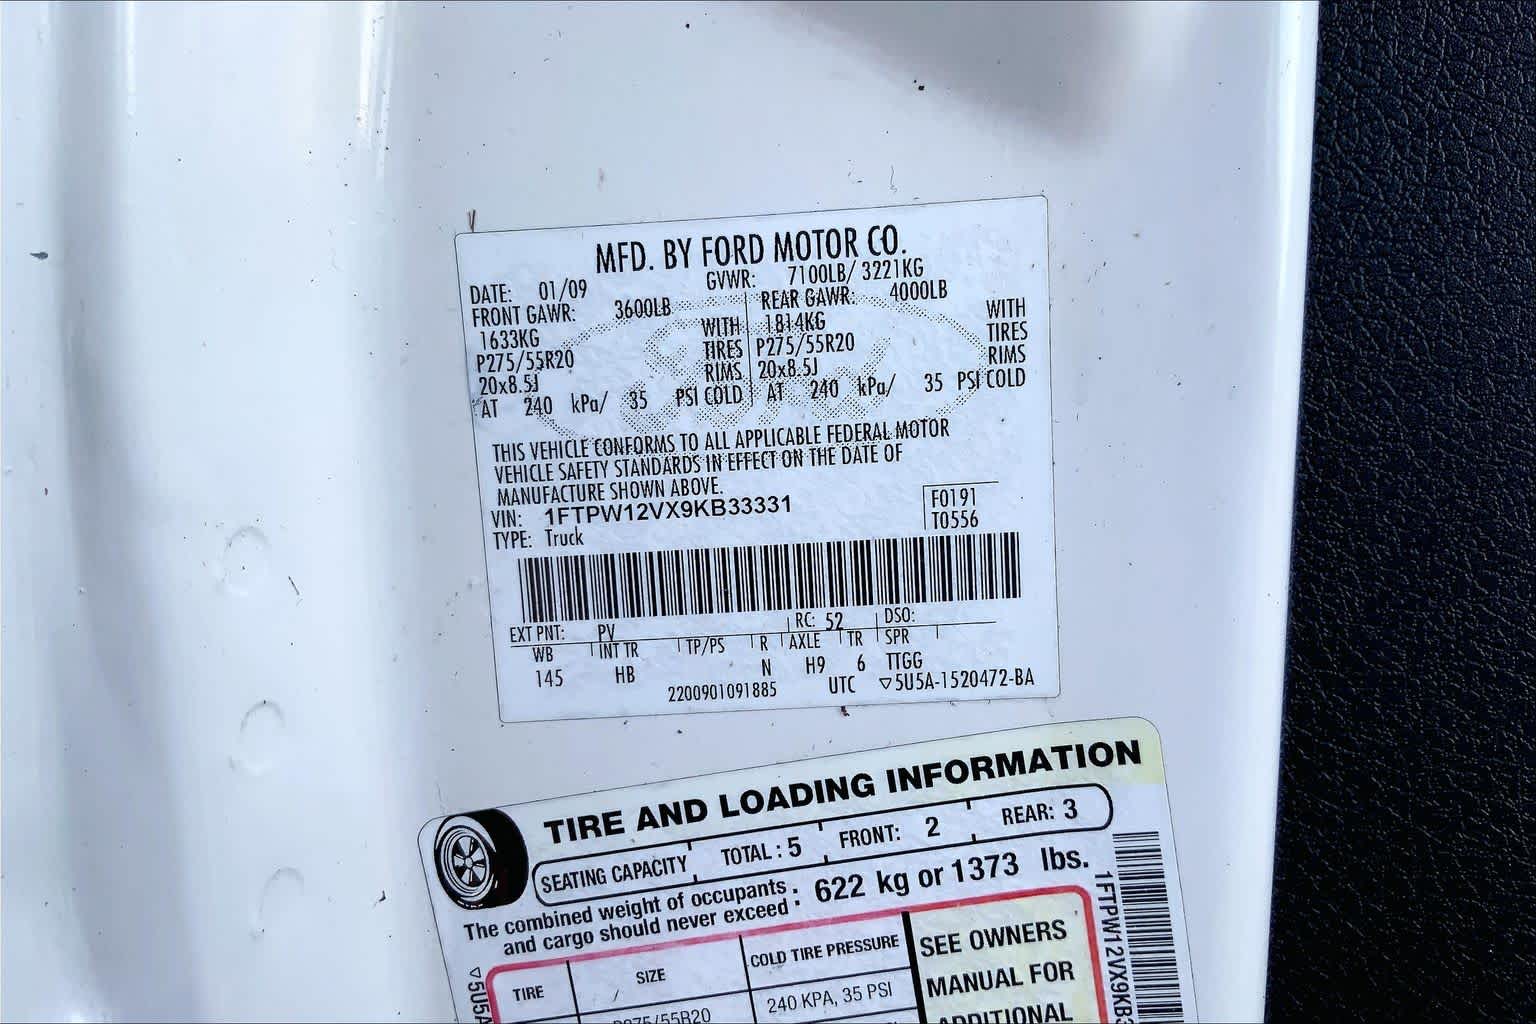 MFD. BY FORD MOTOR CO.
DATE: 01/09 GVWR: 7100LB/ 3221KG
FRONT GAWR: 3600LB REAR GAWR: 4000LB
1633KG WITH 1814KG WITH
P275/55R20 TIRES P275/55R20 TIRES
20x8.5J RIMS 20x8.5J RIMS
AT 240 kPa/ 35 PSI COLD AT 240 kPa/ 35 PSI COLD
THIS VEHICLE CONFORMS TO ALL APPLICABLE FEDERAL MOTOR
VEHICLE SAFETY STANDARDS IN EFFECT ON THE DATE OF
MANUFACTURE SHOWN ABOVE.
VIN: 1FTPW12VX9KB33331 F0191
TYPE: Truck T0556
EXT PNT: PV RC: 52 DSO:
WB INT TR TP/PS R AXLE TR SPR
145 HB N H9 6 TTGG
2200901091885 UTC ▽5U5A-1520472-BA
TIRE AND LOADING INFORMATION
SEATING CAPACITY TOTAL : 5 FRONT: 2 REAR: 3
The combined weight of occupants
and cargo should never exceed : 622 kg or 1373 lbs.
TIRE SIZE COLD TIRE PRESSURE SEE OWNERS
MANUAL FOR
ADDITIONAL
P275/55R20 240 KPA, 35 PSI
1FTPW12VX9KB3
▽5U5A